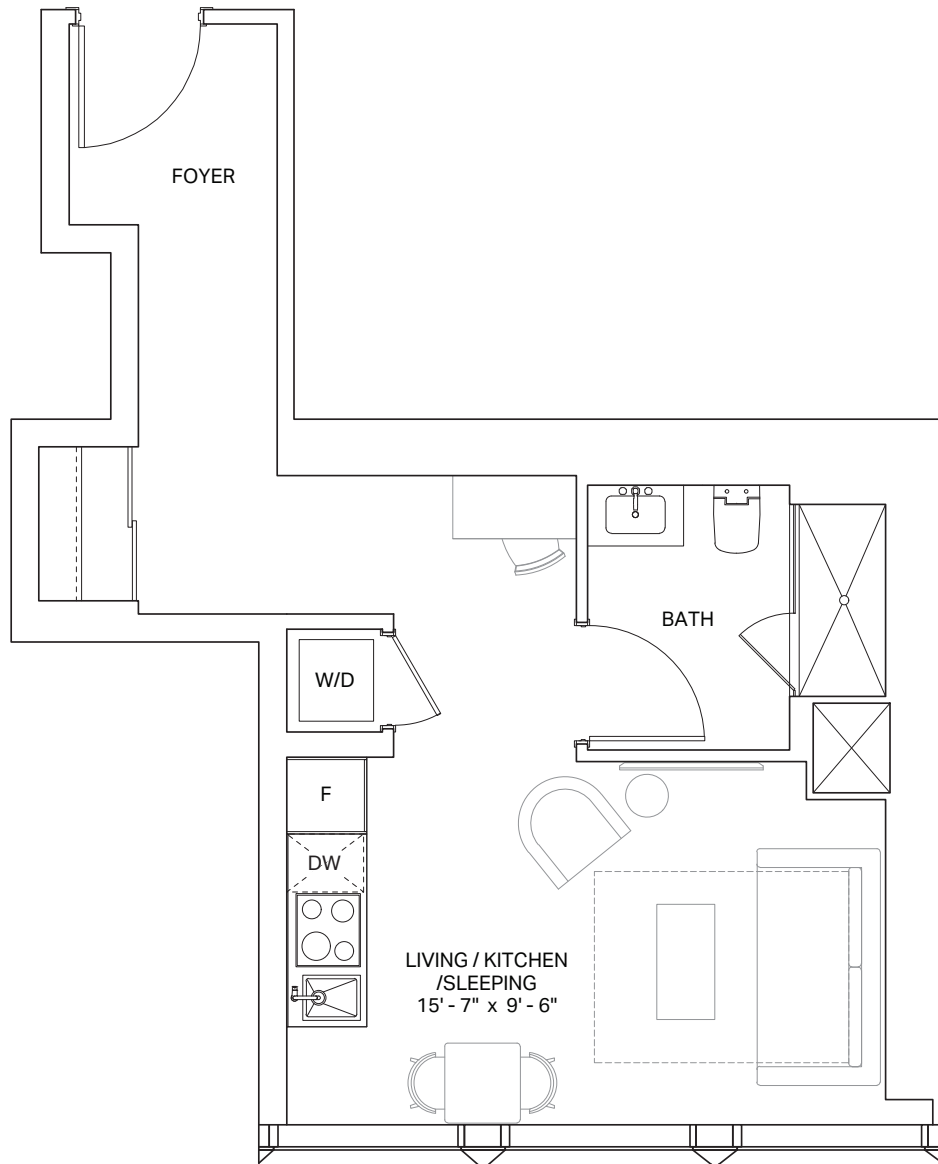 FOYER
BATH
W/D
F
DW
LIVING / KITCHEN
/SLEEPING
15' - 7" x 9' - 6"